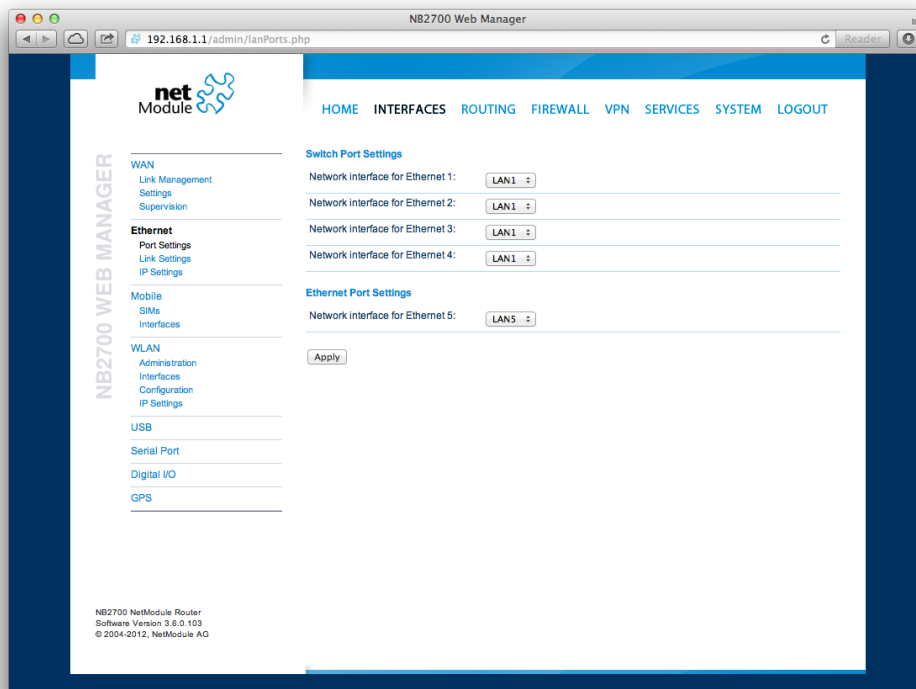 NB2700 Web Manager
192.168.1.1/admin/lanPorts.php
Reader
net
Module
HOME INTERFACES ROUTING FIREWALL VPN SERVICES SYSTEM LOGOUT
NB2700 WEB MANAGER
WAN
Link Management
Settings
Supervision
Ethernet
Port Settings
Link Settings
IP Settings
Mobile
SIMs
Interfaces
WLAN
Administration
Interfaces
Configuration
IP Settings
USB
Serial Port
Digital I/O
GPS
Switch Port Settings
Network interface for Ethernet 1: LAN1
Network interface for Ethernet 2: LAN1
Network interface for Ethernet 3: LAN1
Network interface for Ethernet 4: LAN1
Ethernet Port Settings
Network interface for Ethernet 5: LAN5
Apply
NB2700 NetModule Router
Software Version 3.6.0.103
© 2004-2012, NetModule AG